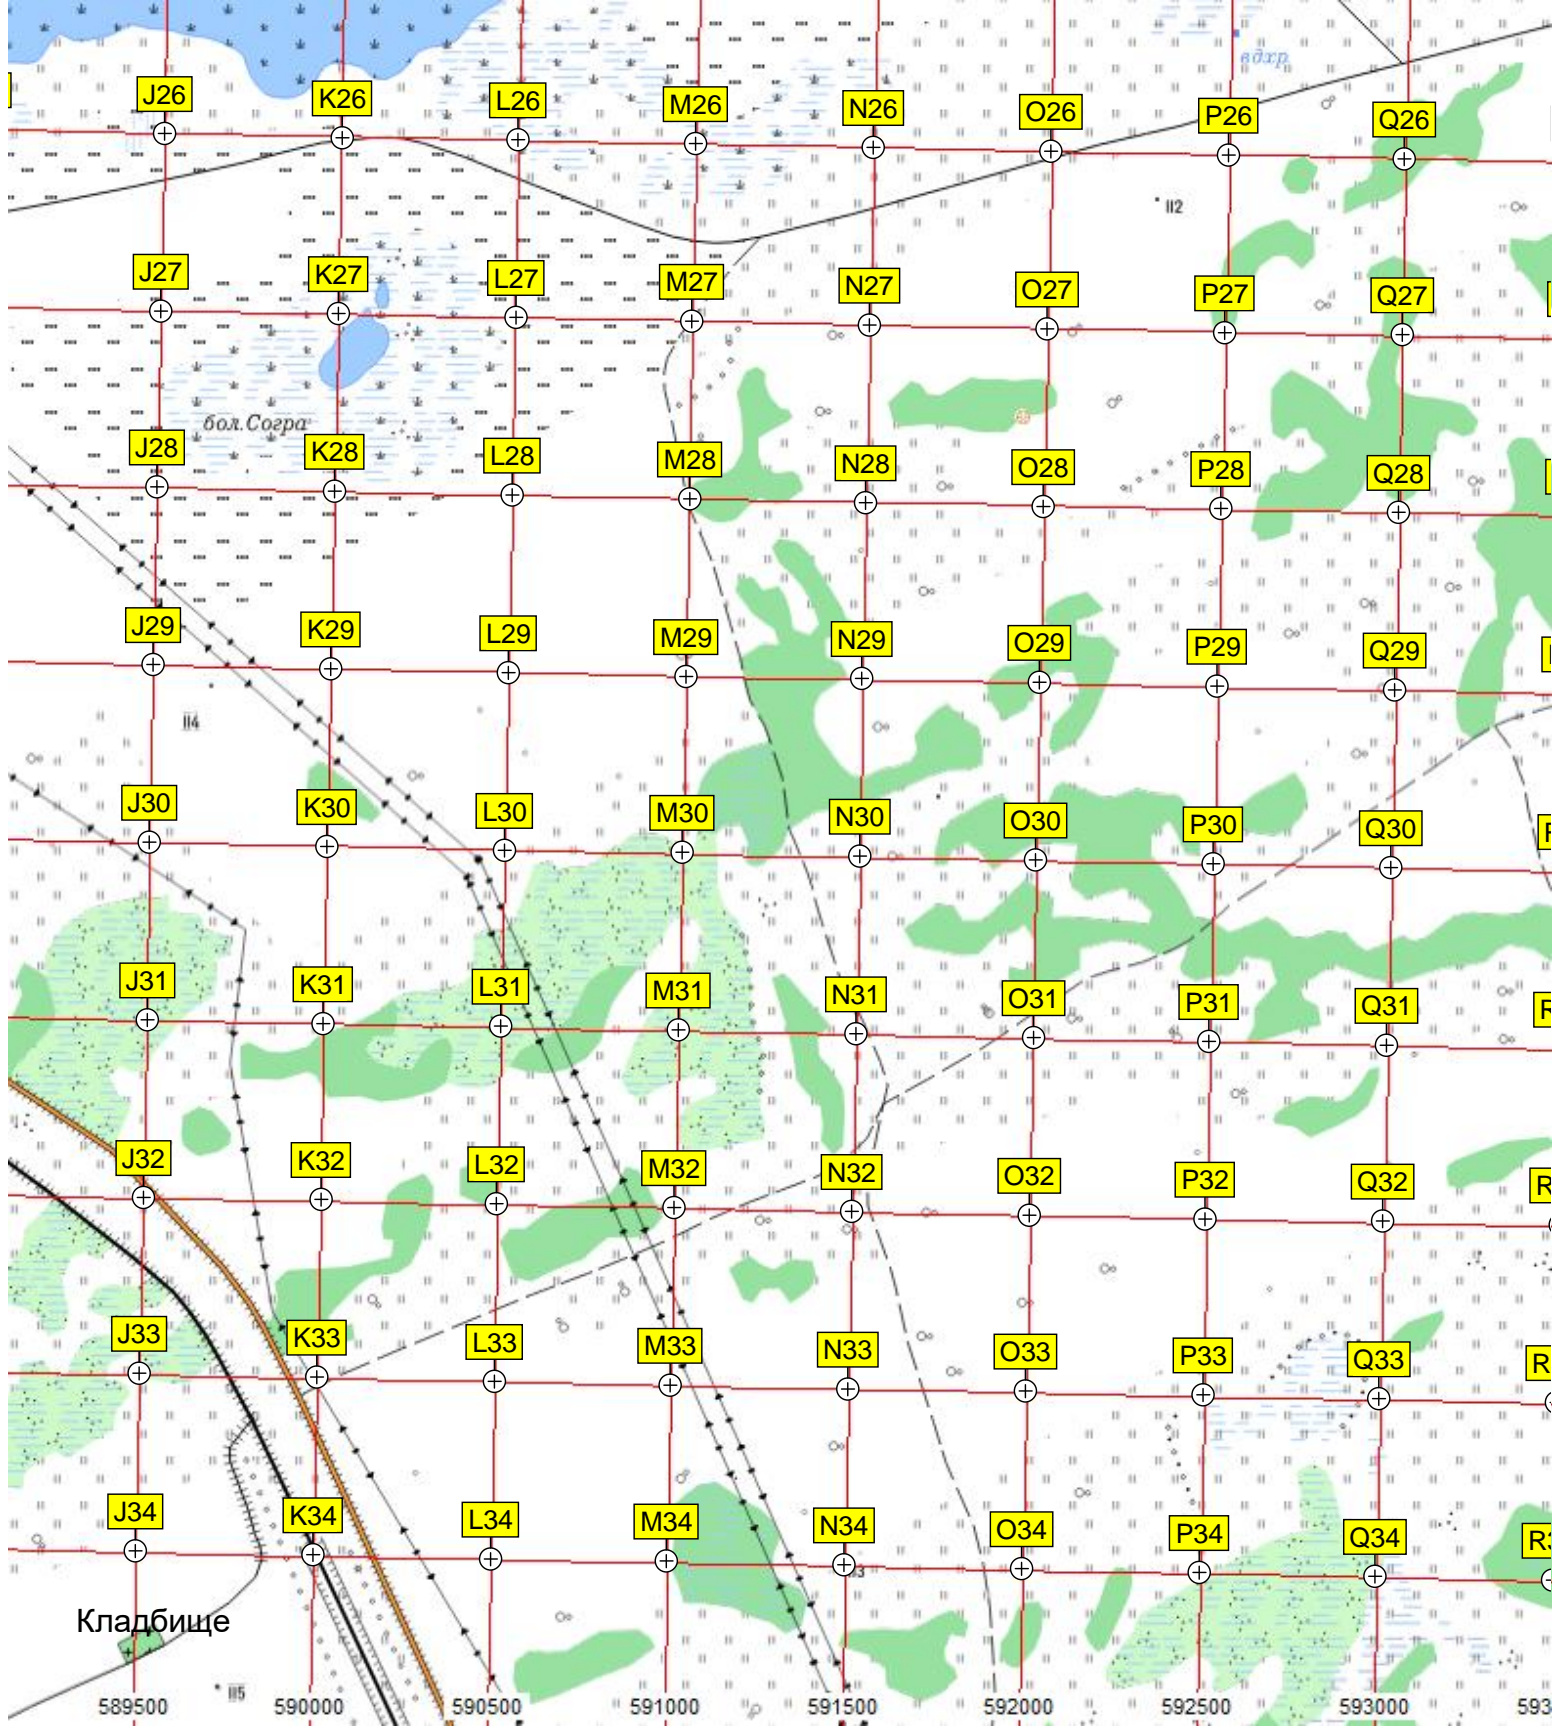 вдхр
J26 K26 L26 M26 N26 O26 P26 Q26
112
J27 K27 L27 M27 N27 O27 P27 Q27
бол.Согра
J28 K28 L28 M28 N28 O28 P28 Q28
J29 K29 L29 M29 N29 O29 P29 Q29
114
J30 K30 L30 M30 N30 O30 P30 Q30
J31 K31 L31 M31 N31 O31 P31 Q31
R
J32 K32 L32 M32 N32 O32 P32 Q32
R
J33 K33 L33 M33 N33 O33 P33 Q33
R
J34 K34 L34 M34 N34 O34 P34 Q34
Кладбище
115
589500 590000 590500 591000 591500 592000 592500 593000